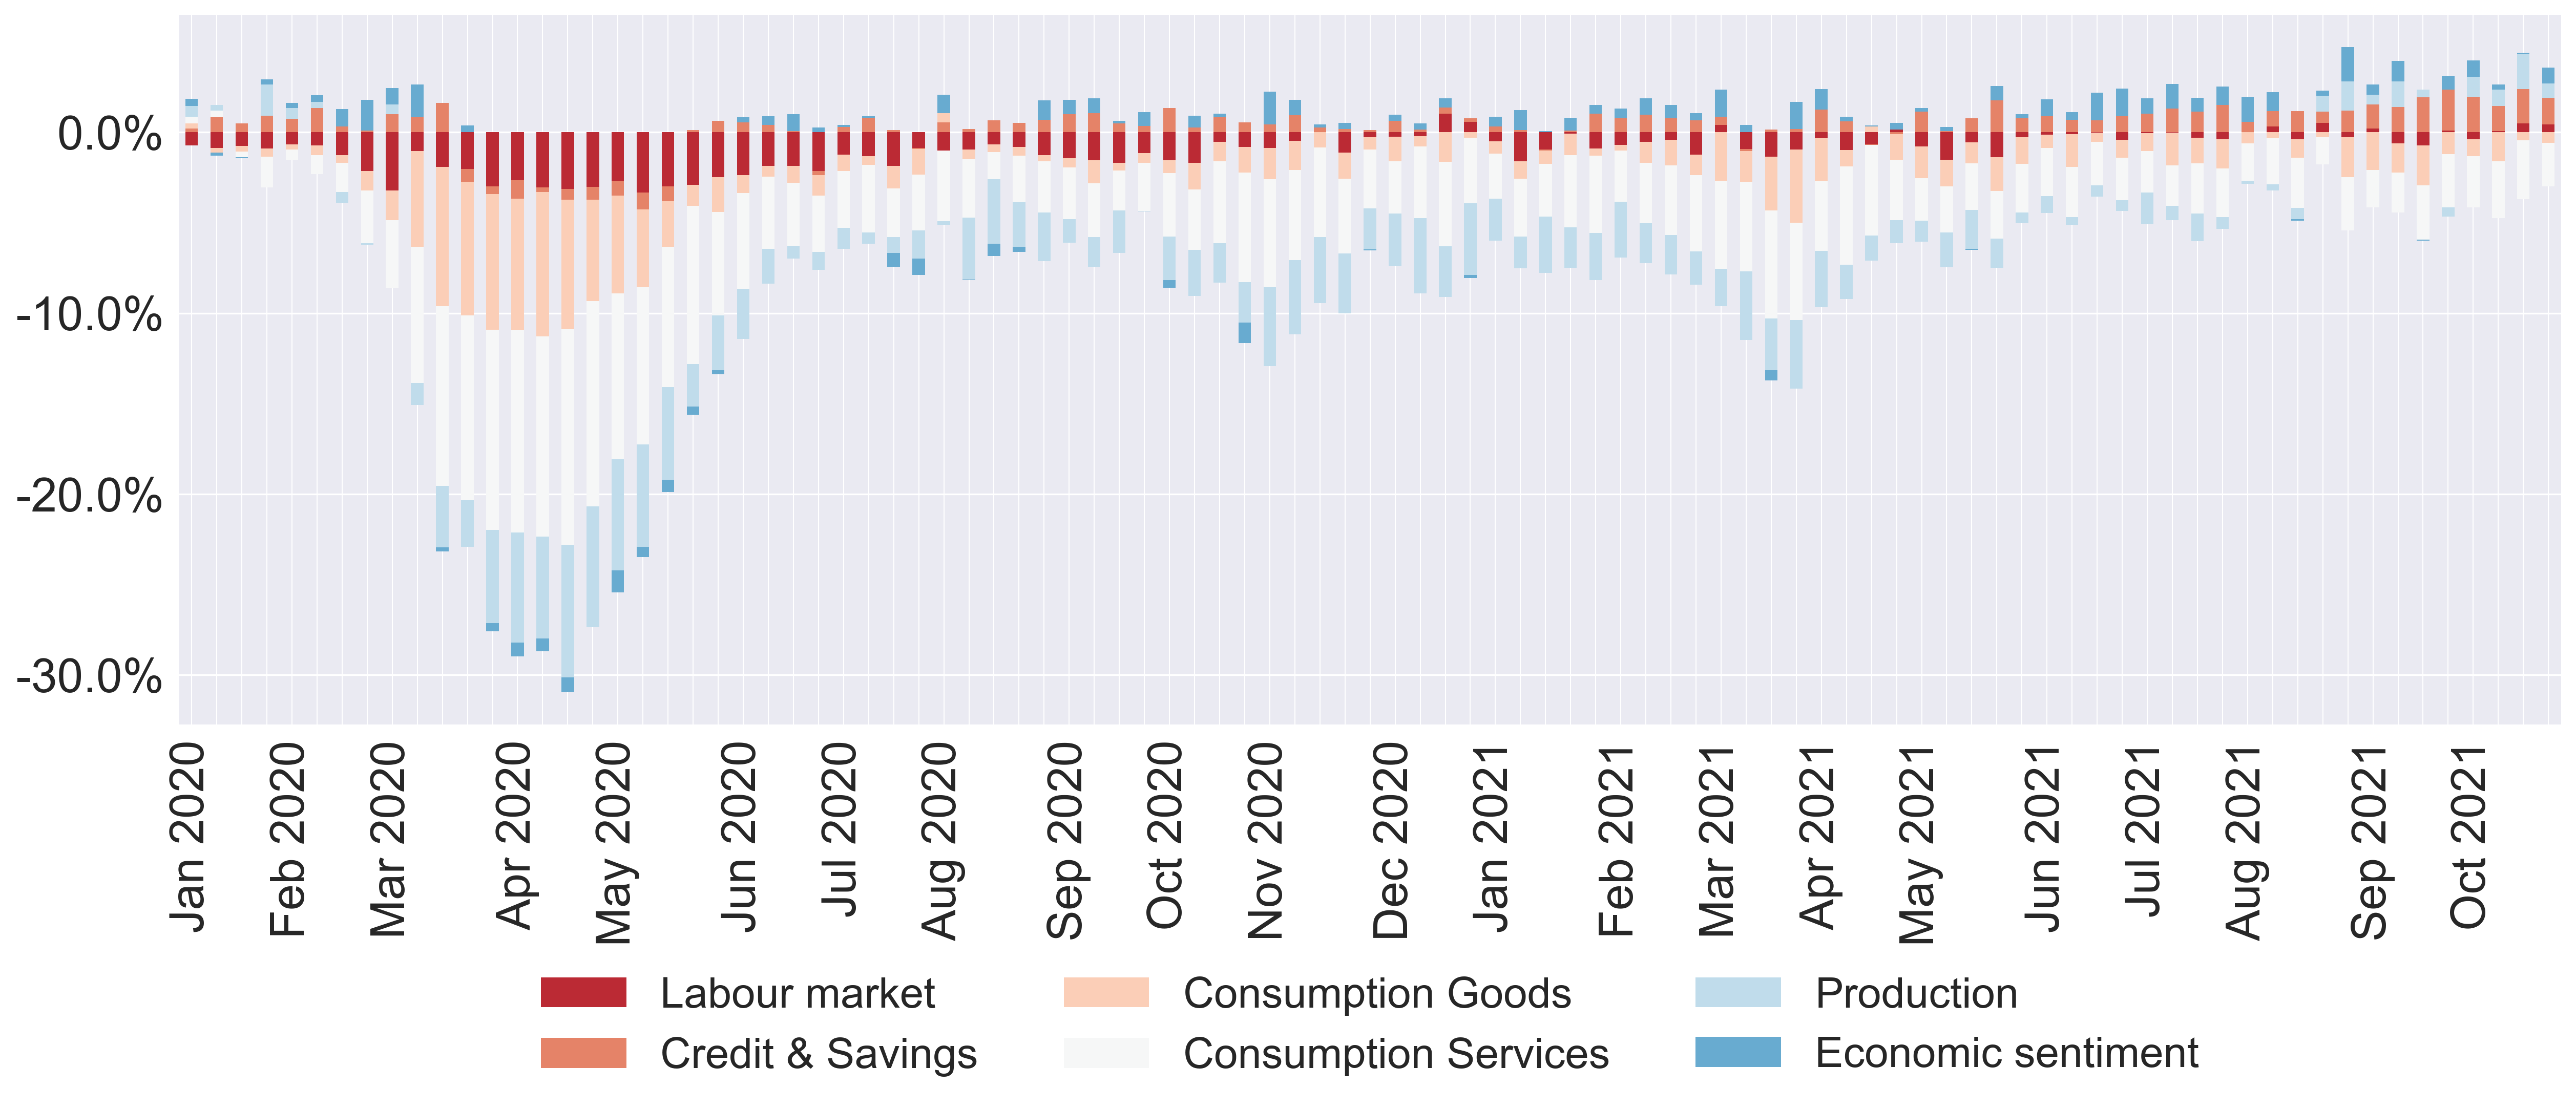 0.0%
-10.0%
-20.0%
-30.0%
Jan 2020
Feb 2020
Mar 2020
Apr 2020
May 2020
Jun 2020
Jul 2020
Aug 2020
Sep 2020
Oct 2020
Nov 2020
Dec 2020
Jan 2021
Feb 2021
Mar 2021
Apr 2021
May 2021
Jun 2021
Jul 2021
Aug 2021
Sep 2021
Oct 2021
Labour market
Credit & Savings
Consumption Goods
Consumption Services
Production
Economic sentiment